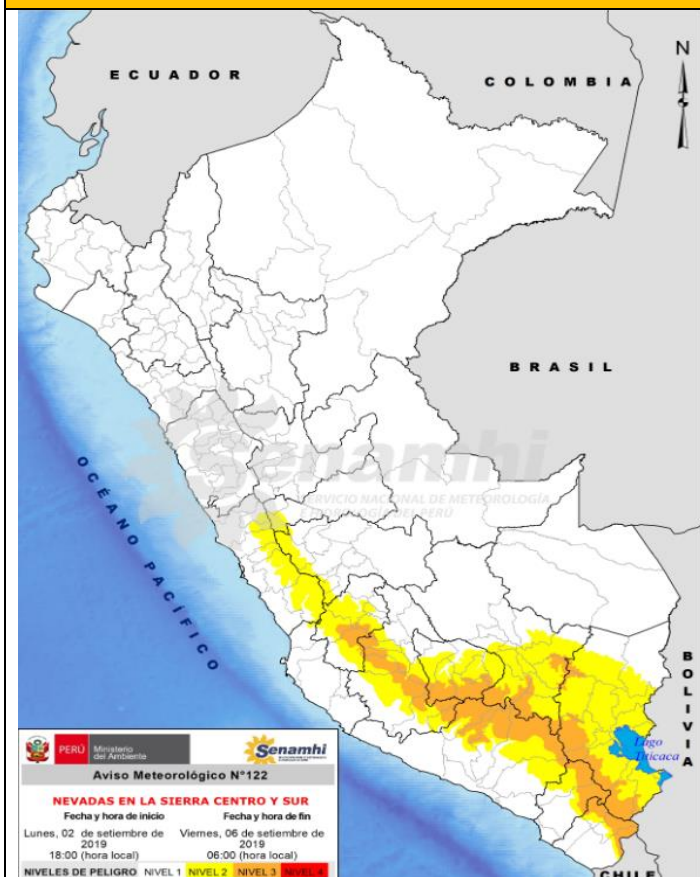 ECUADOR
COLOMBIA
N
BRASIL
OCÉANO PACÍFICO
Senamhi
SERVICIO NACIONAL DE METEOROLOGÍA
E HIDROLOGÍA DEL PERÚ
BOLIVIA
Lago
Titicaca
CHILE
PERÚ
Ministerio
del Ambiente
Senamhi
Aviso Meteorológico N°122
NEVADAS EN LA SIERRA CENTRO Y SUR
Fecha y hora de inicio Fecha y hora de fin
Lunes, 02 de setiembre de 2019 18:00 (hora local)
Viernes, 06 de setiembre de 2019 06:00 (hora local)
NIVELES DE PELIGRO NIVEL 1 NIVEL 2 NIVEL 3 NIVEL 4